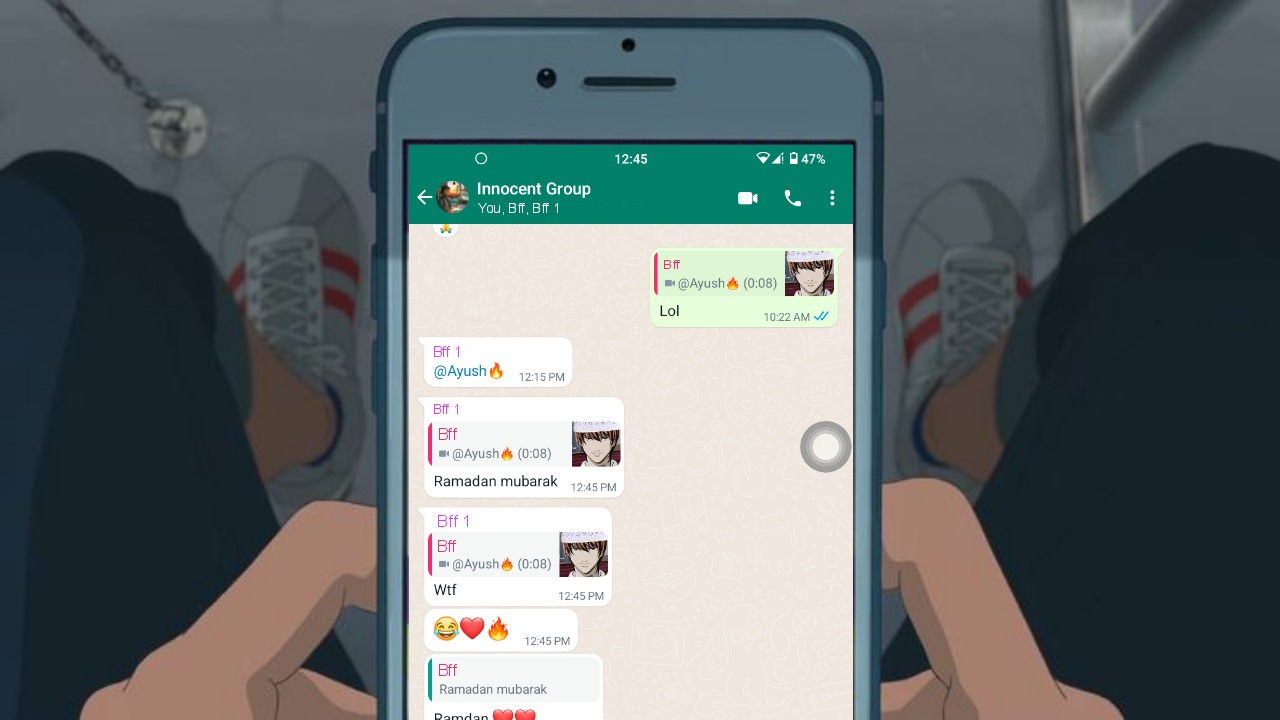 12:45
47%
Innocent Group
You, Bff, Bff 1
🙏
Bff
@Ayush🔥 (0:08)
Lol
10:22 AM
Bff 1
@Ayush🔥
12:15 PM
Bff 1
Bff
@Ayush🔥 (0:08)
Ramadan mubarak
12:45 PM
Bff 1
Bff
@Ayush🔥 (0:08)
Wtf
12:45 PM
😂❤️🔥
12:45 PM
Bff
Ramadan mubarak
Ramdan ❤️❤️